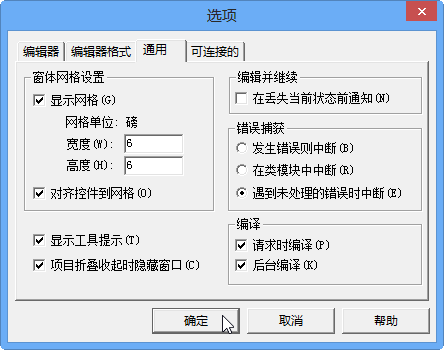 选项
编辑器 编辑器格式 通用 可连接的
窗体网格设置
显示网格(G)
网格单位: 磅
宽度(W): 6
高度(H): 6
对齐控件到网格(O)
显示工具提示(T)
项目折叠收起时隐藏窗口(C)
编辑并继续
在丢失当前状态前通知(N)
错误捕获
发生错误则中断(B)
在类模块中中断(R)
遇到未处理的错误时中断(E)
编译
请求时编译(P)
后台编译(K)
确定 取消 帮助